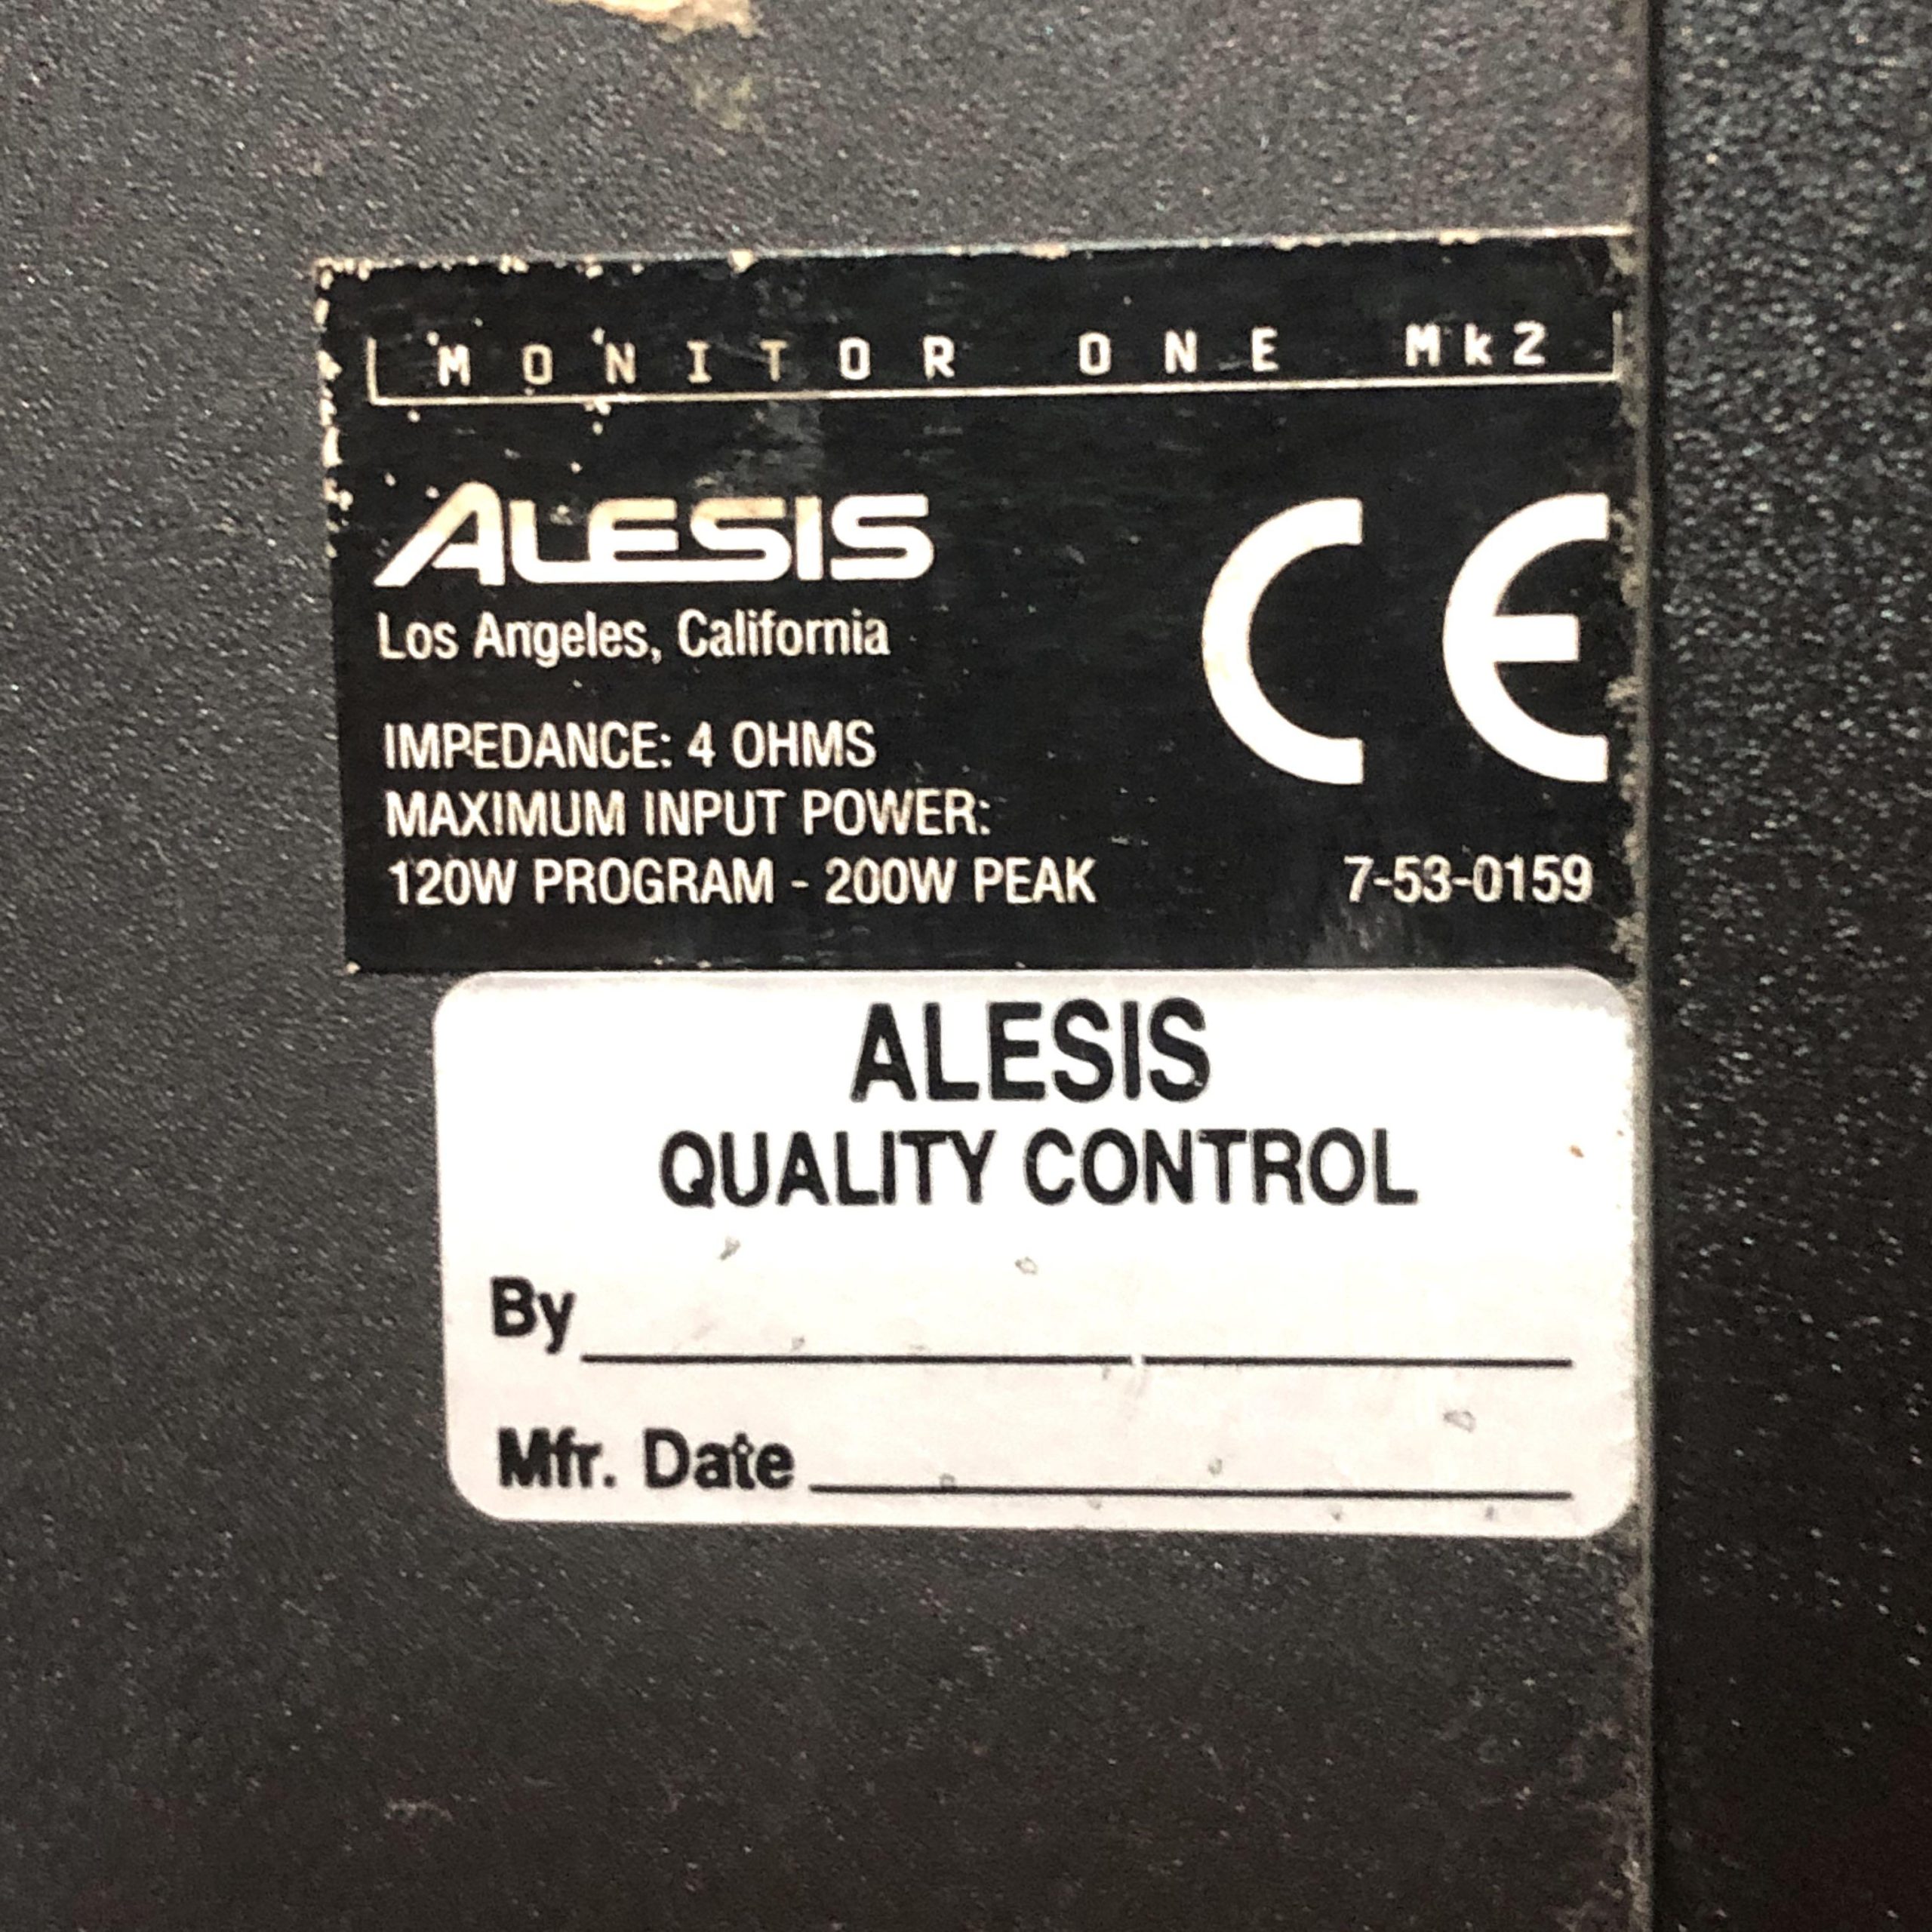 MONITOR ONE Mk2
ALESIS
Los Angeles, California
CE
IMPEDANCE: 4 OHMS
MAXIMUM INPUT POWER:
120W PROGRAM - 200W PEAK 7-53-0159
ALESIS
QUALITY CONTROL
By
Mfr. Date